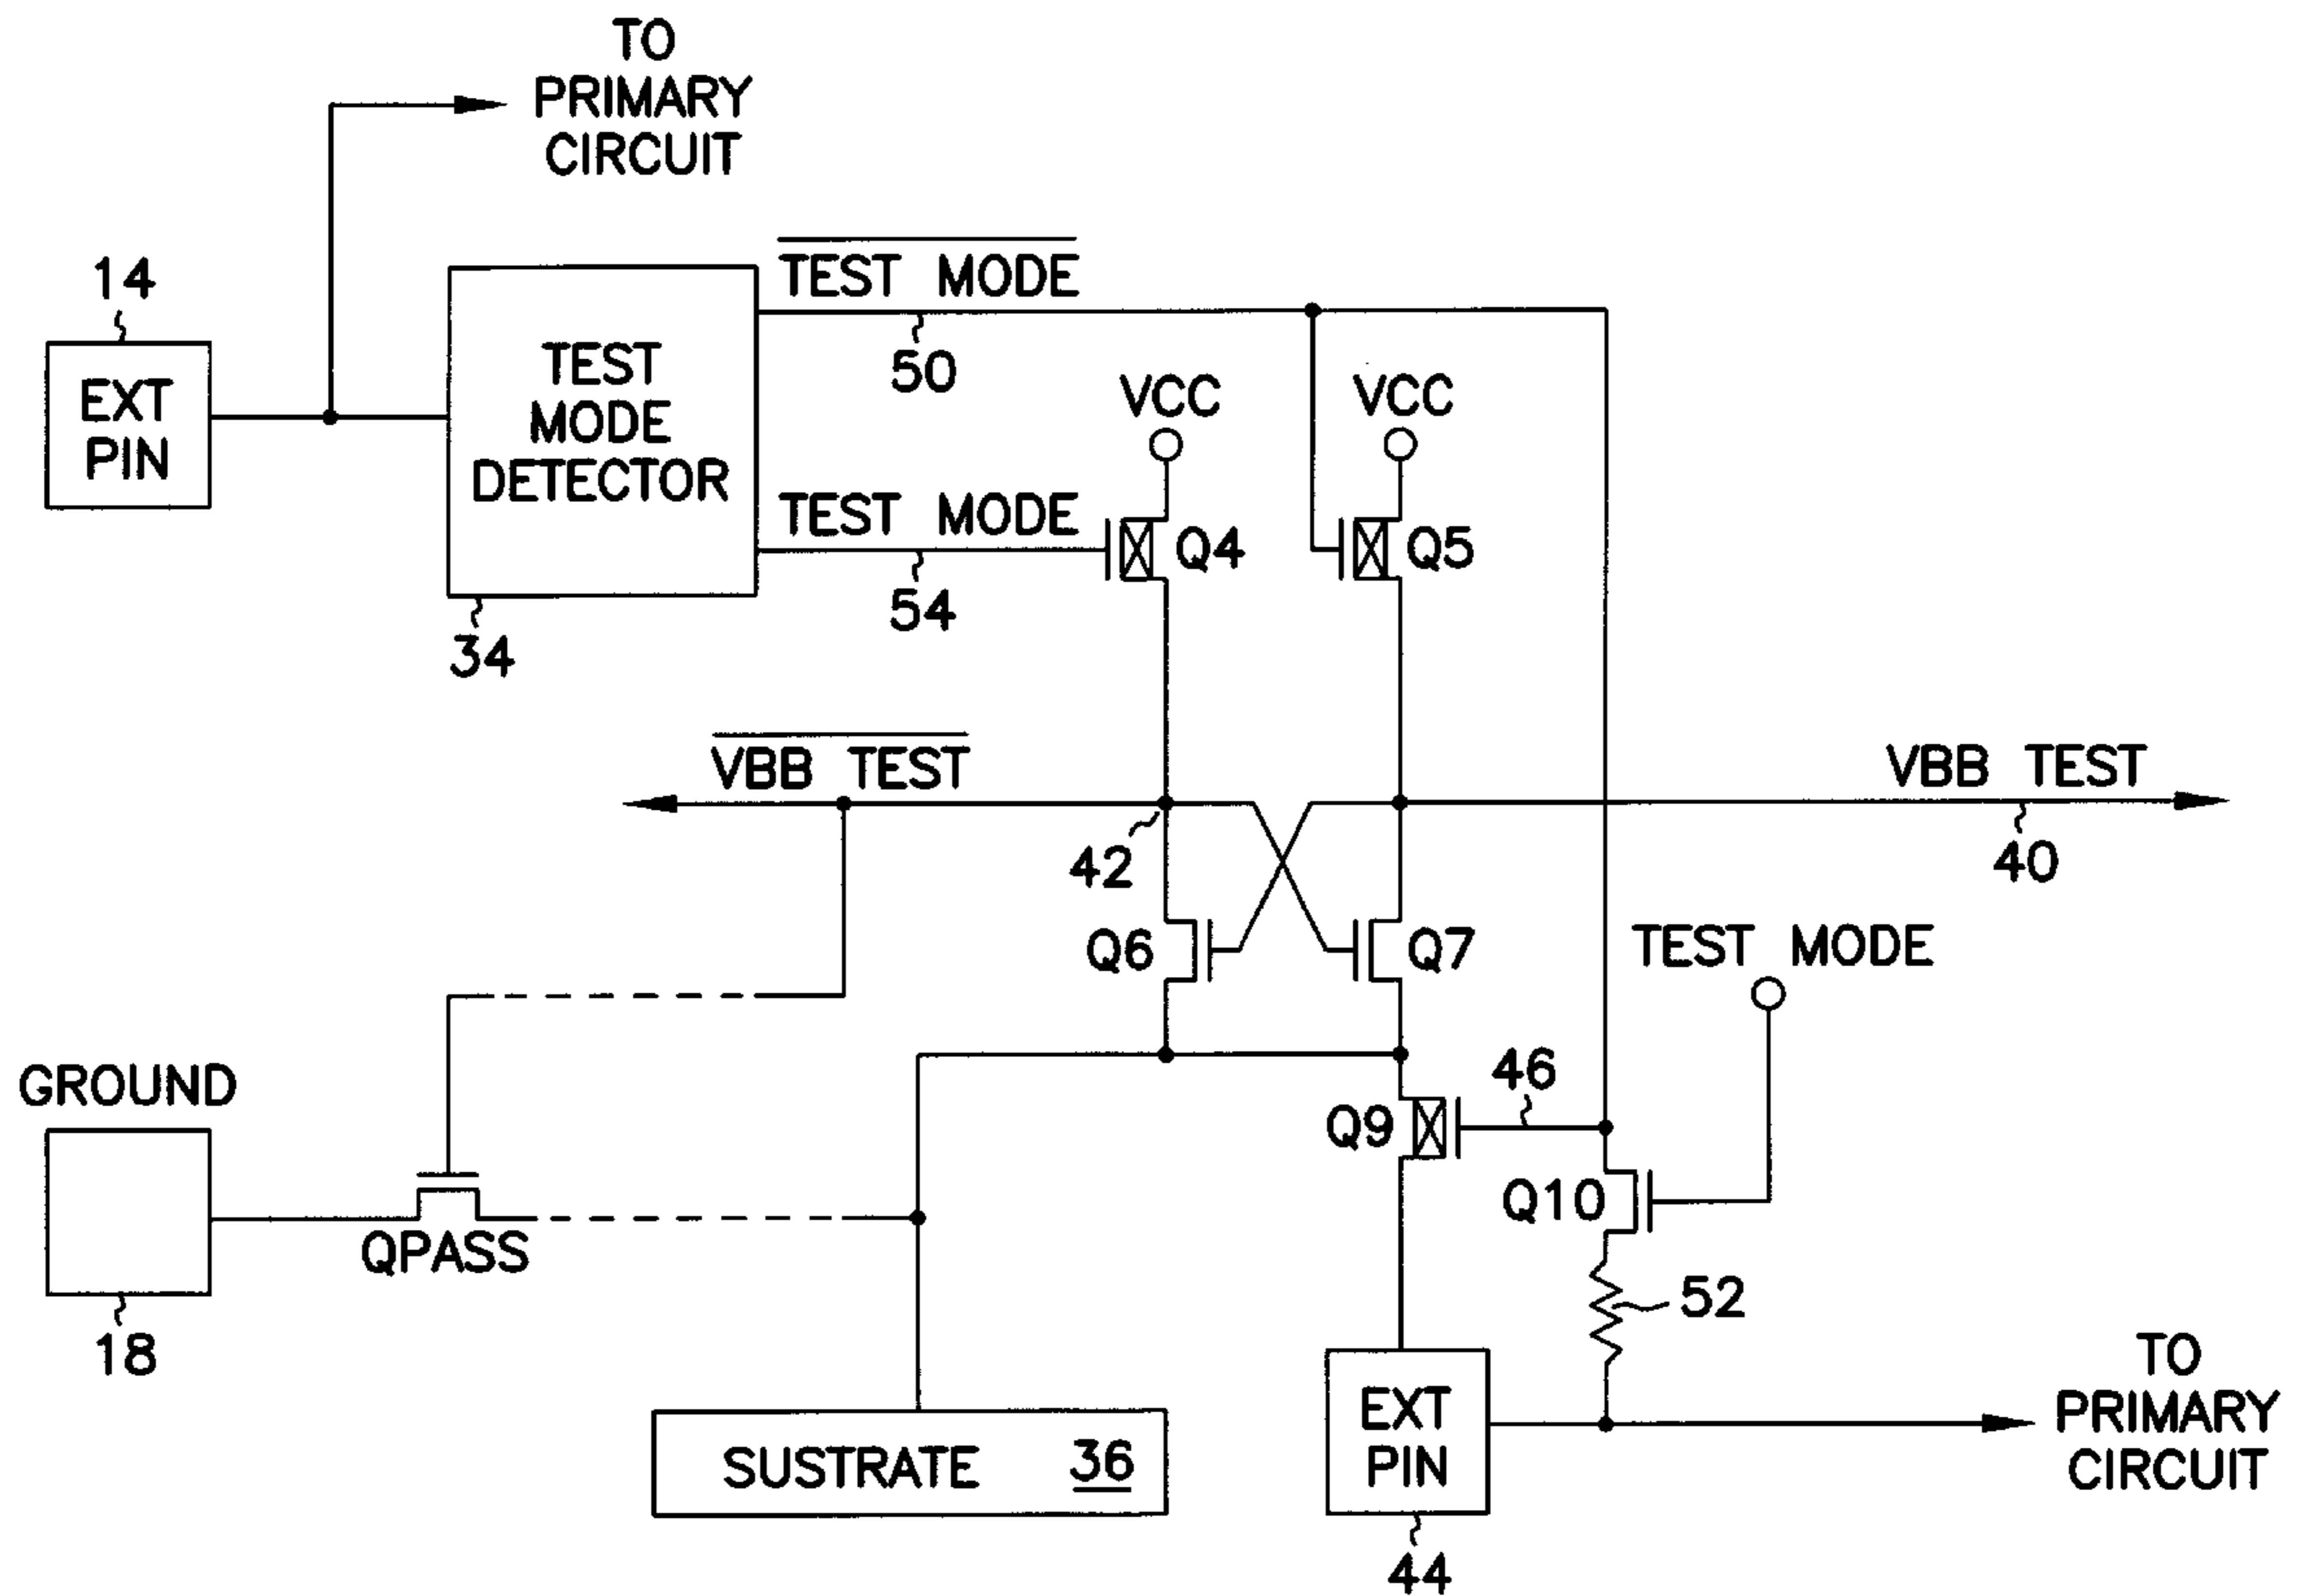 TO
PRIMARY
CIRCUIT
14
EXT
PIN
TEST
MODE
DETECTOR
34
TEST MODE
50
TEST MODE
54
VCC
VCC
Q4
Q5
VBB TEST
42
VBB TEST
40
Q6
Q7
TEST MODE
GROUND
18
QPASS
46
Q9
Q10
52
SUSTRATE 36
EXT
PIN
44
TO
PRIMARY
CIRCUIT